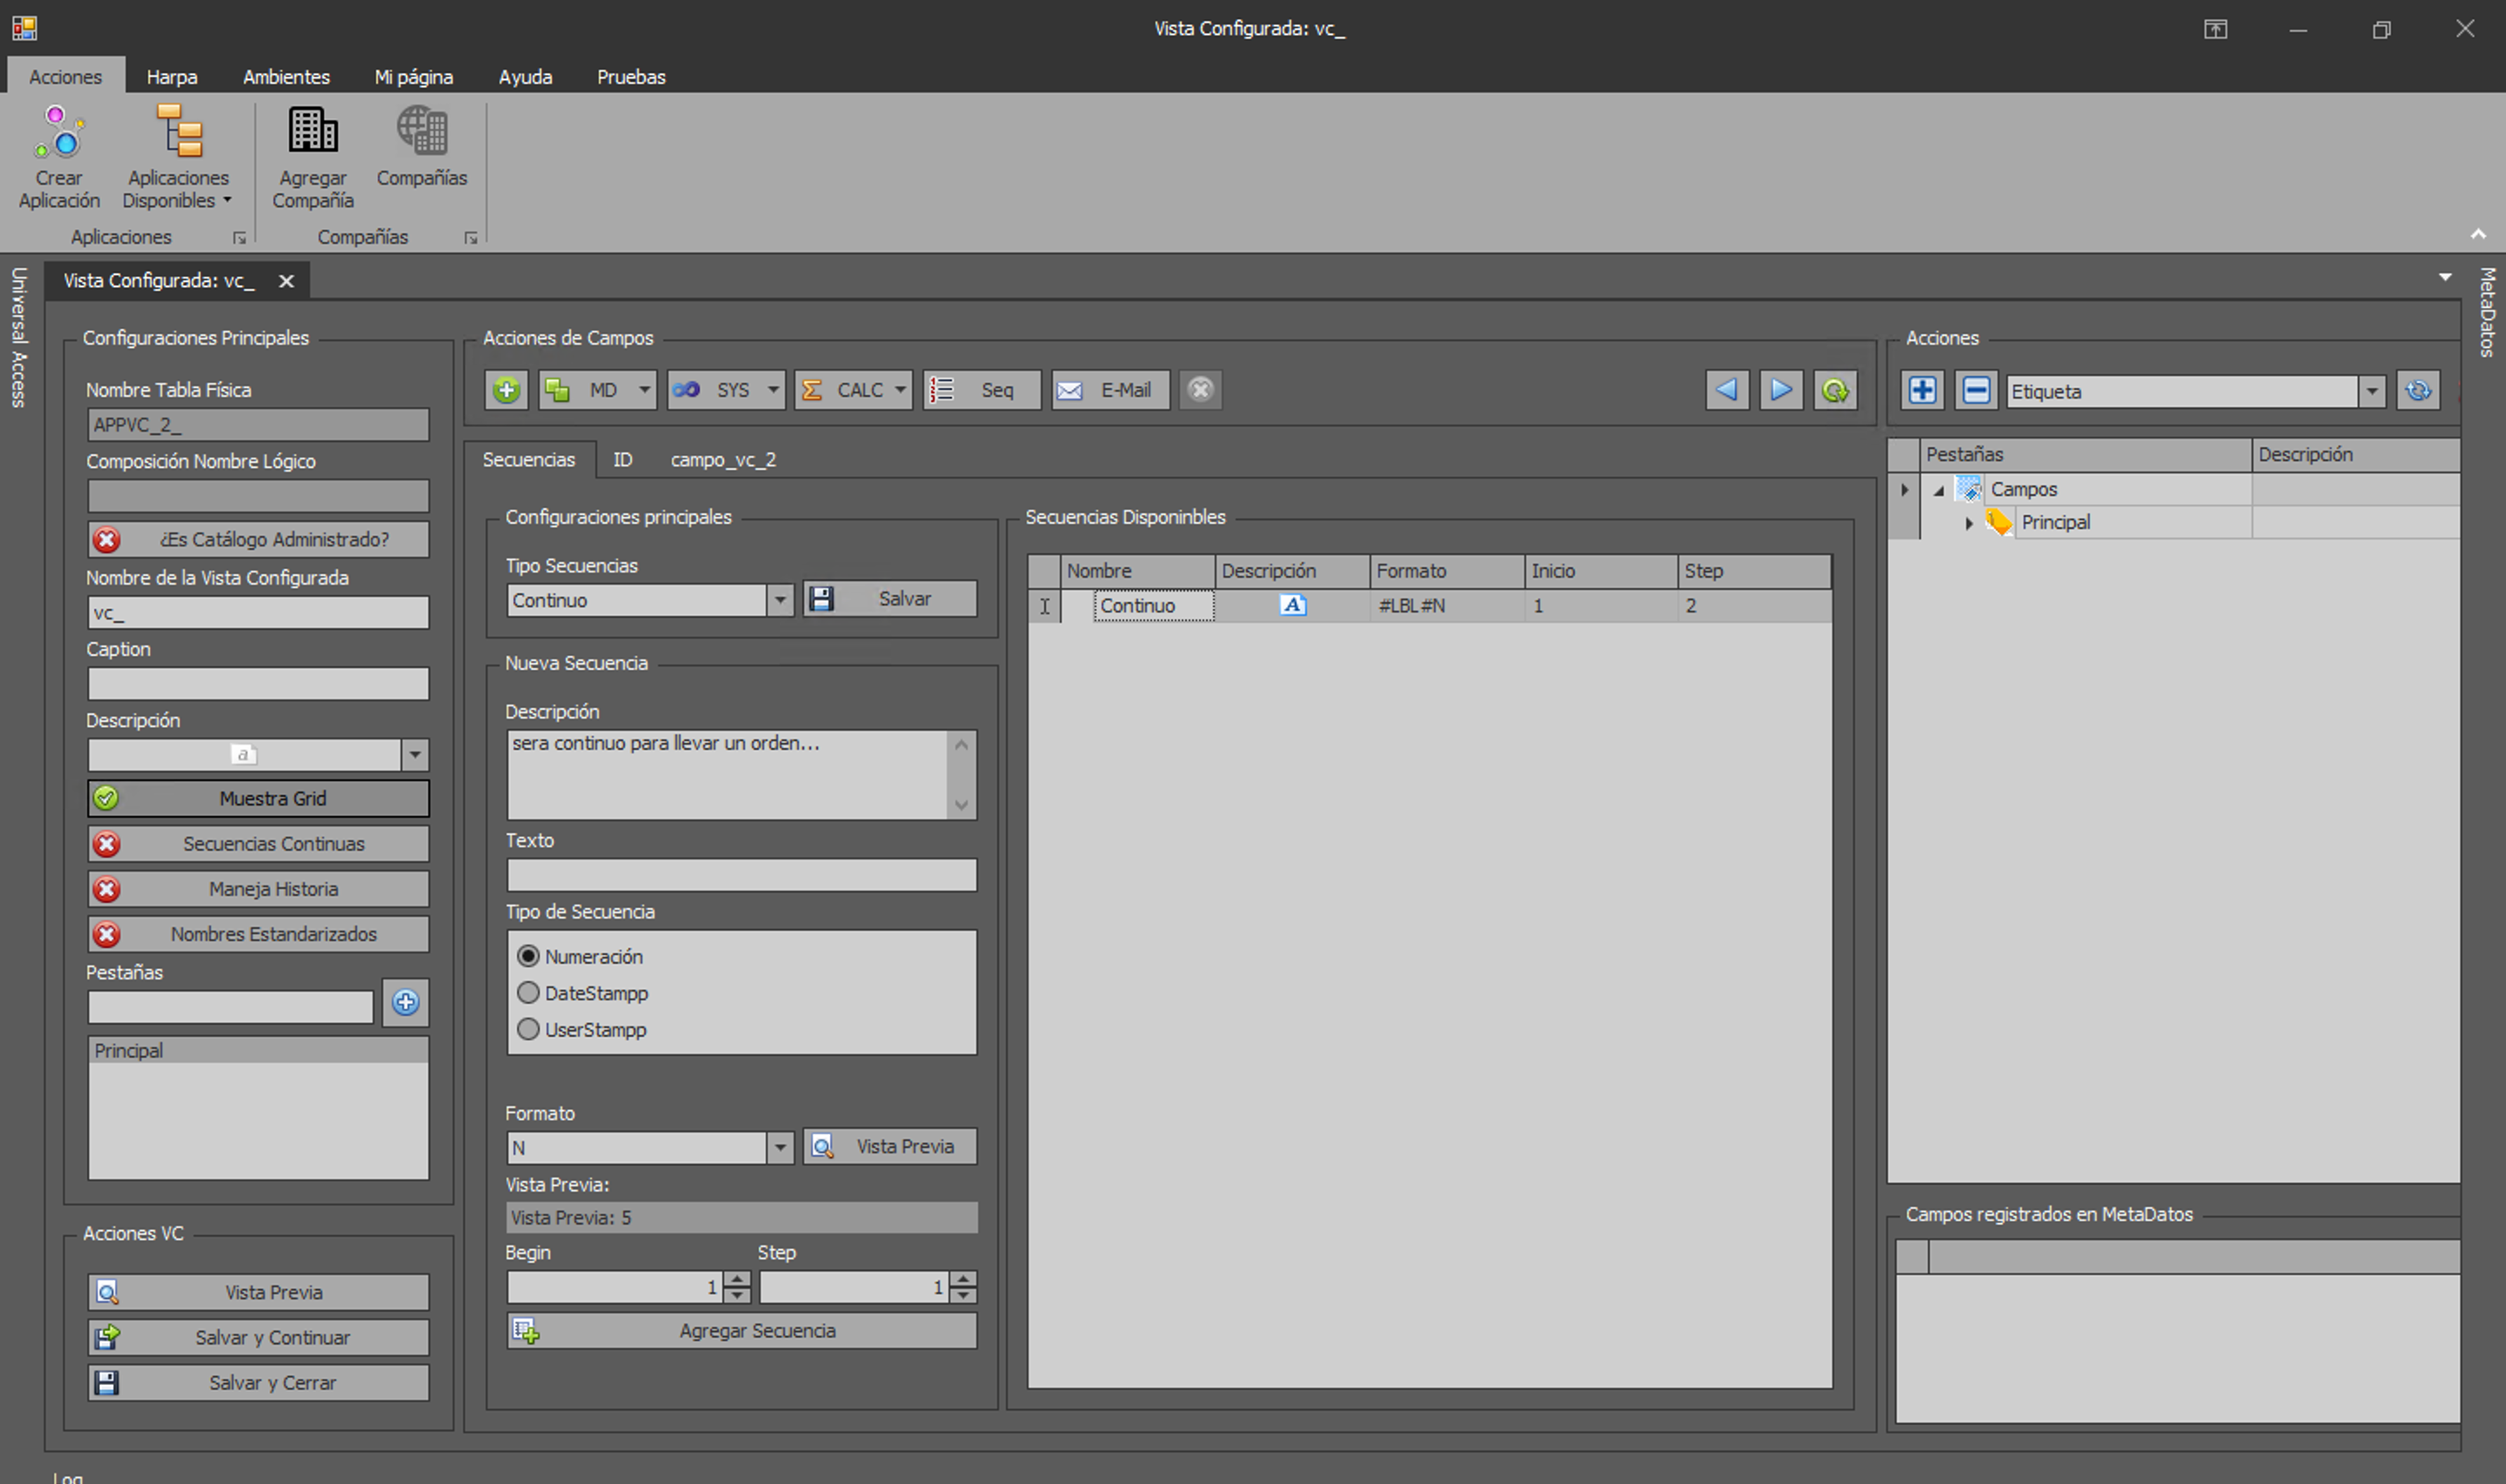 Vista Configurada: vc_
Acciones
Harpa
Ambientes
Mi página
Ayuda
Pruebas
Crear Aplicación
Aplicaciones Disponibles
Agregar Compañía
Compañías
Aplicaciones
Compañías
Universal Access
Vista Configurada: vc_
MetaDatos
Configuraciones Principales
Nombre Tabla Física
APPVC_2_
Composición Nombre Lógico
¿Es Catálogo Administrado?
Nombre de la Vista Configurada
vc_
Caption
Descripción
a
Muestra Grid
Secuencias Continuas
Maneja Historia
Nombres Estandarizados
Pestañas
Principal
Acciones VC
Vista Previa
Salvar y Continuar
Salvar y Cerrar
Acciones de Campos
MD
SYS
CALC
Seq
E-Mail
Secuencias
ID
campo_vc_2
Configuraciones principales
Tipo Secuencias
Continuo
Salvar
Nueva Secuencia
Descripción
sera continuo para llevar un orden...
Texto
Tipo de Secuencia
Numeración
DateStampp
UserStampp
Formato
N
Vista Previa
Vista Previa:
Vista Previa: 5
Begin
Step
1
1
Agregar Secuencia
Secuencias Disponinbles
Nombre
Descripción
Formato
Inicio
Step
Continuo
A
#LBL#N
1
2
Acciones
Etiqueta
Pestañas
Descripción
Campos
Principal
Campos registrados en MetaDatos
Log